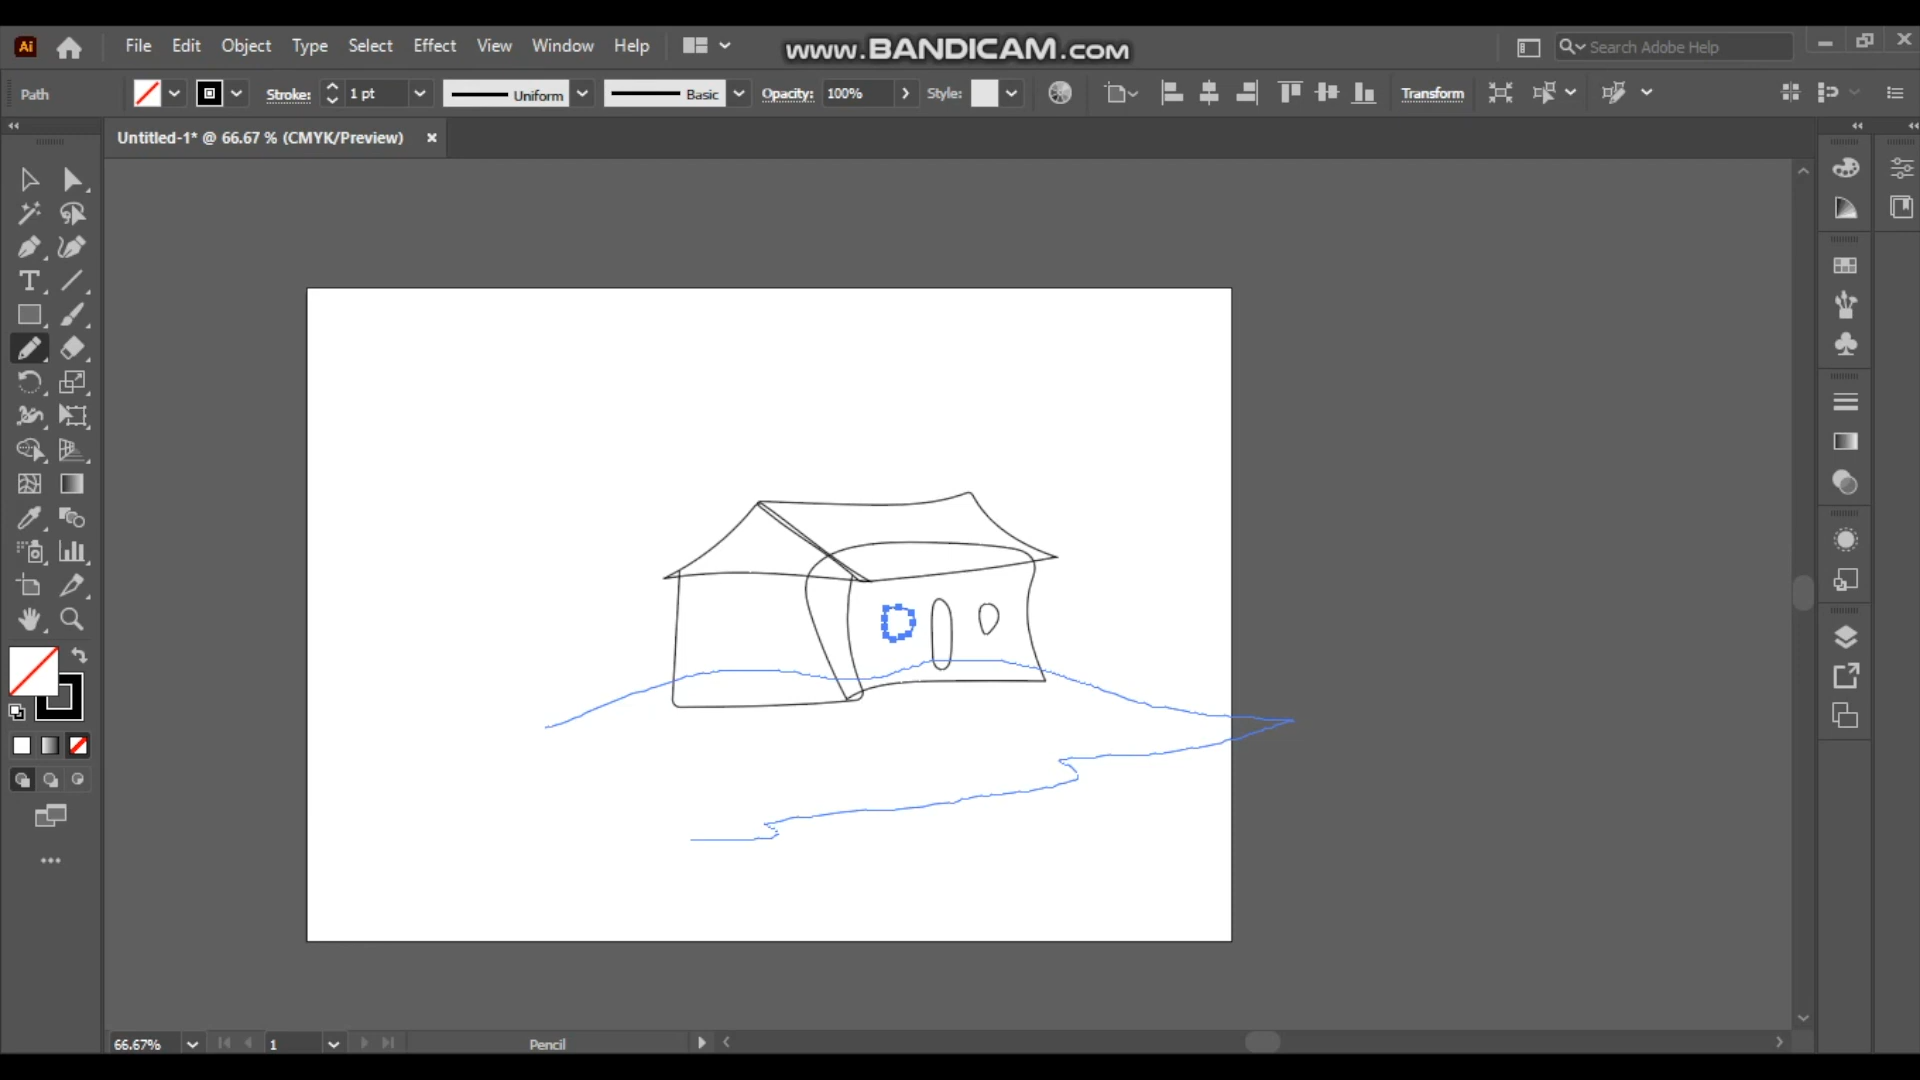 Ai File Edit Object Type Select Effect View Window Help www.BANDICAM.com Search Adobe Help
Path Stroke: 1 pt Uniform Basic Opacity: 100% Style: Transform
Untitled-1* @ 66.67 % (CMYK/Preview)
66.67% 1 Pencil